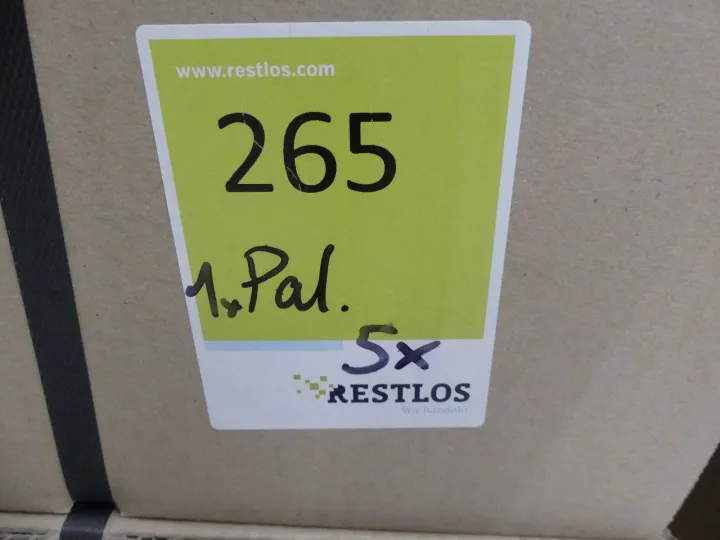 www.restlos.com
265
1x Pal.
5x
RESTLOS
Wir handeln